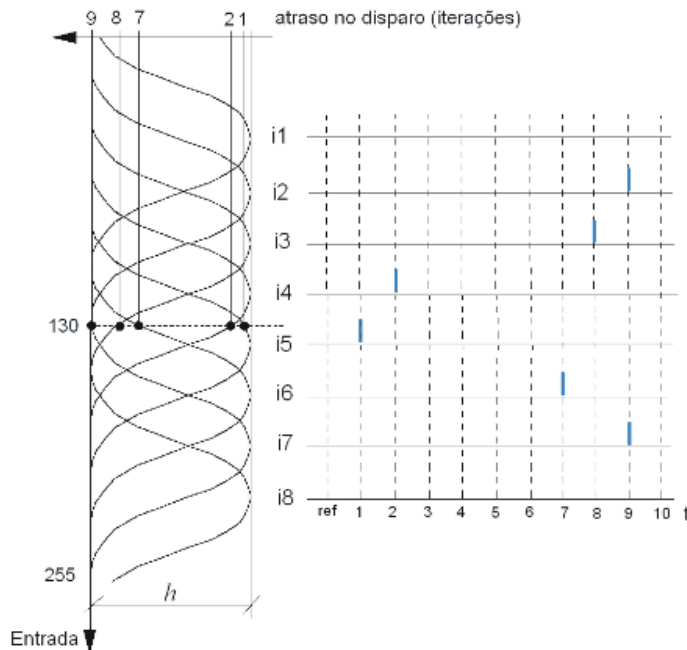 9 8 7 2 1 atraso no disparo (iterações)
i1
i2
i3
i4
130
i5
i6
i7
i8
ref 1 2 3 4 5 6 7 8 9 10 t
255
h
Entrada